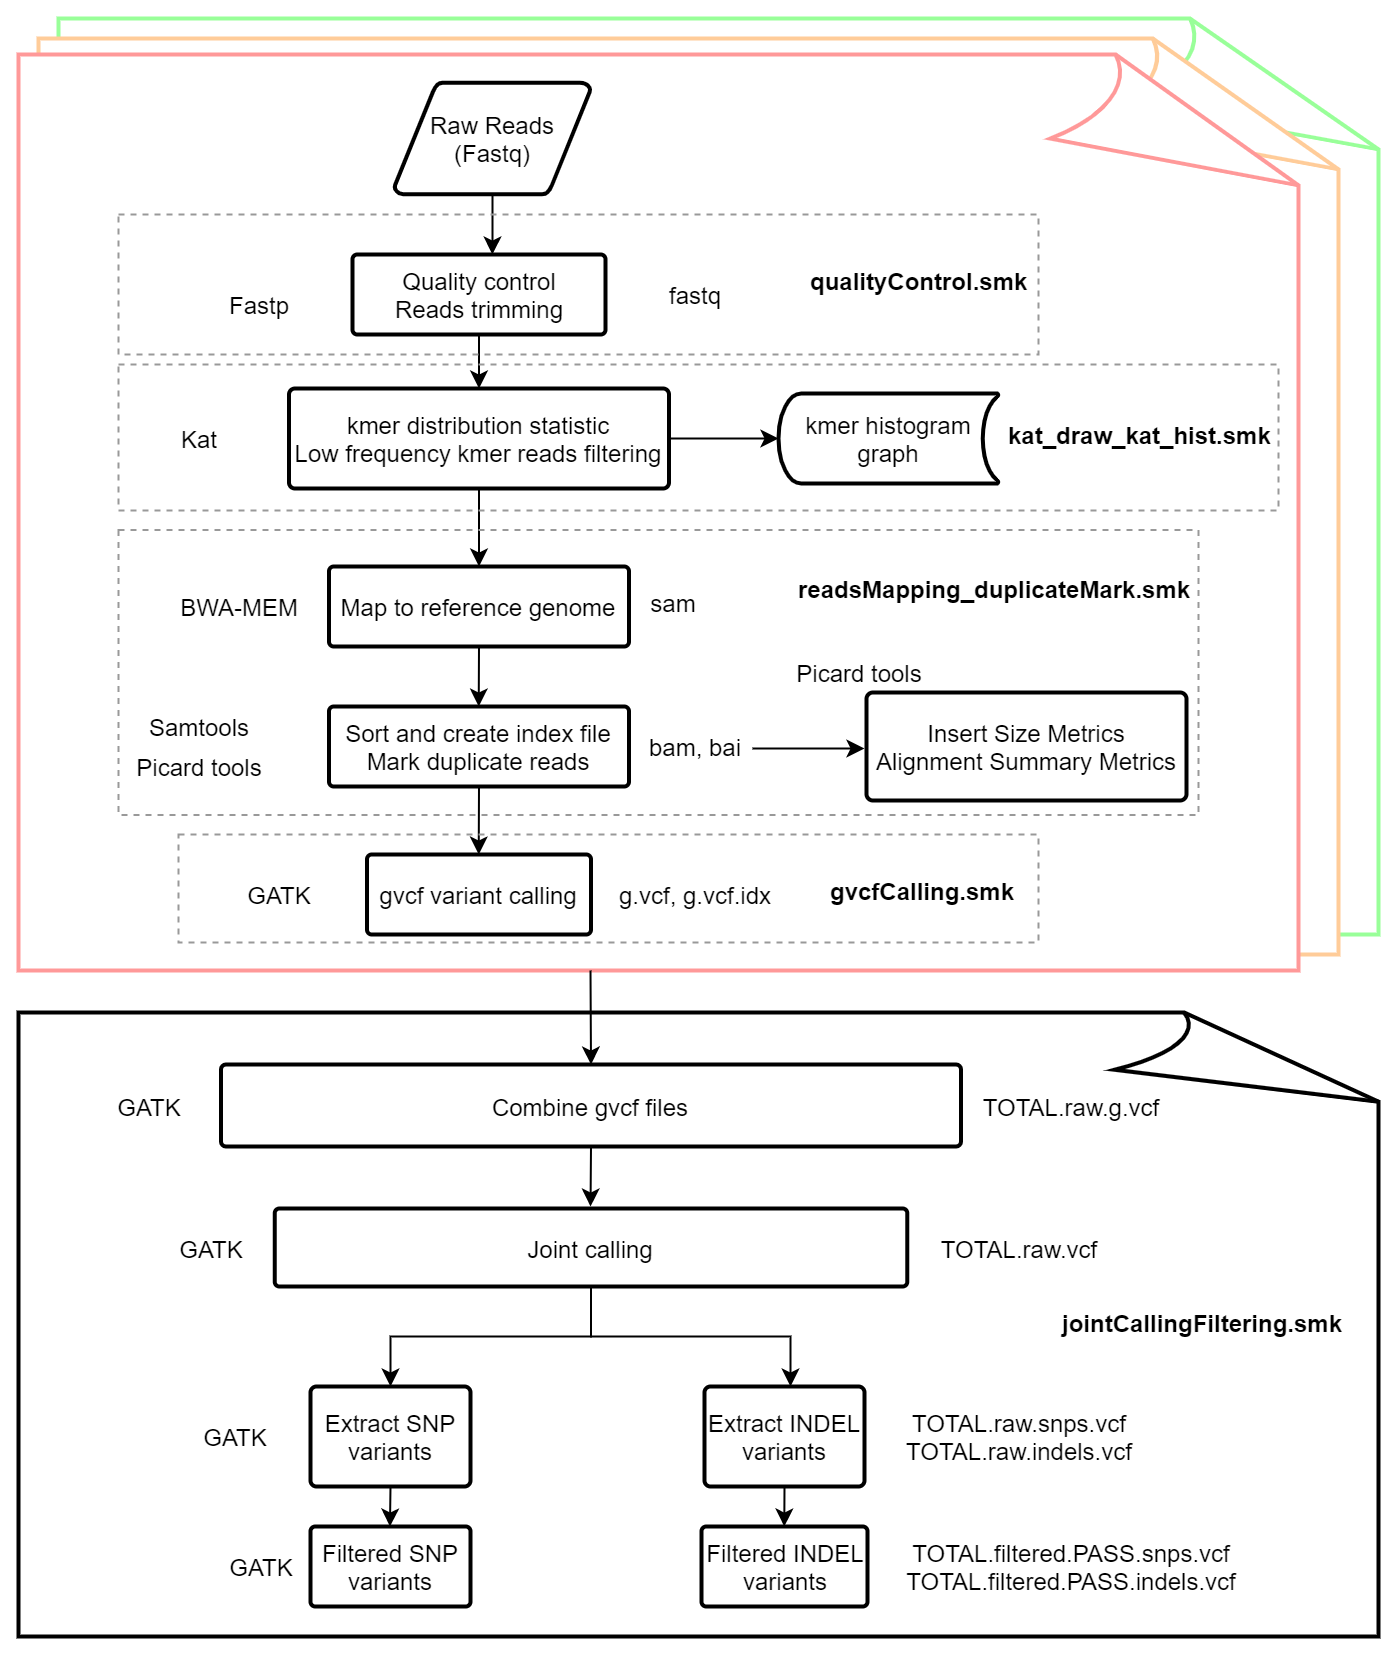 Raw Reads
(Fastq)
Fastp
Quality control
Reads trimming
fastq
qualityControl.smk
Kat
kmer distribution statistic
Low frequency kmer reads filtering
kmer histogram
graph
kat_draw_kat_hist.smk
BWA-MEM
Map to reference genome
sam
readsMapping_duplicateMark.smk
Samtools
Picard tools
Sort and create index file
Mark duplicate reads
bam, bai
Picard tools
Insert Size Metrics
Alignment Summary Metrics
GATK
gvcf variant calling
g.vcf, g.vcf.idx
gvcfCalling.smk
GATK
Combine gvcf files
TOTAL.raw.g.vcf
GATK
Joint calling
TOTAL.raw.vcf
jointCallingFiltering.smk
GATK
Extract SNP
variants
Extract INDEL
variants
TOTAL.raw.snps.vcf
TOTAL.raw.indels.vcf
GATK
Filtered SNP
variants
Filtered INDEL
variants
TOTAL.filtered.PASS.snps.vcf
TOTAL.filtered.PASS.indels.vcf